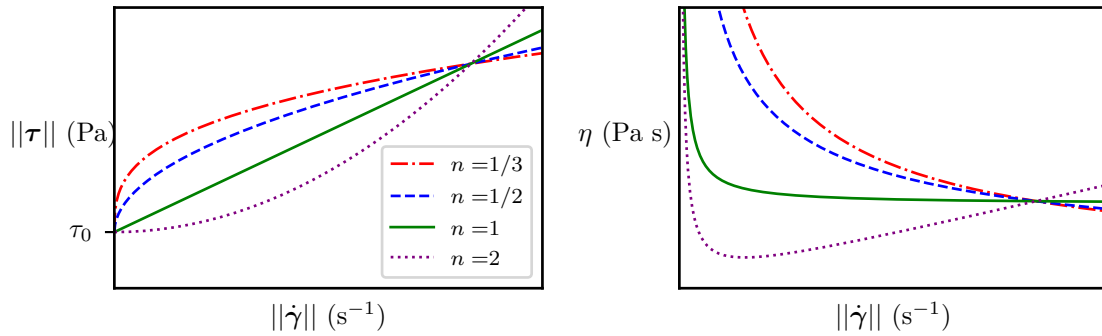 ||τ|| (Pa)
τ₀
n =1/3
n =1/2
n =1
n =2
||γ̇|| (s⁻¹)
η (Pa s)
||γ̇|| (s⁻¹)